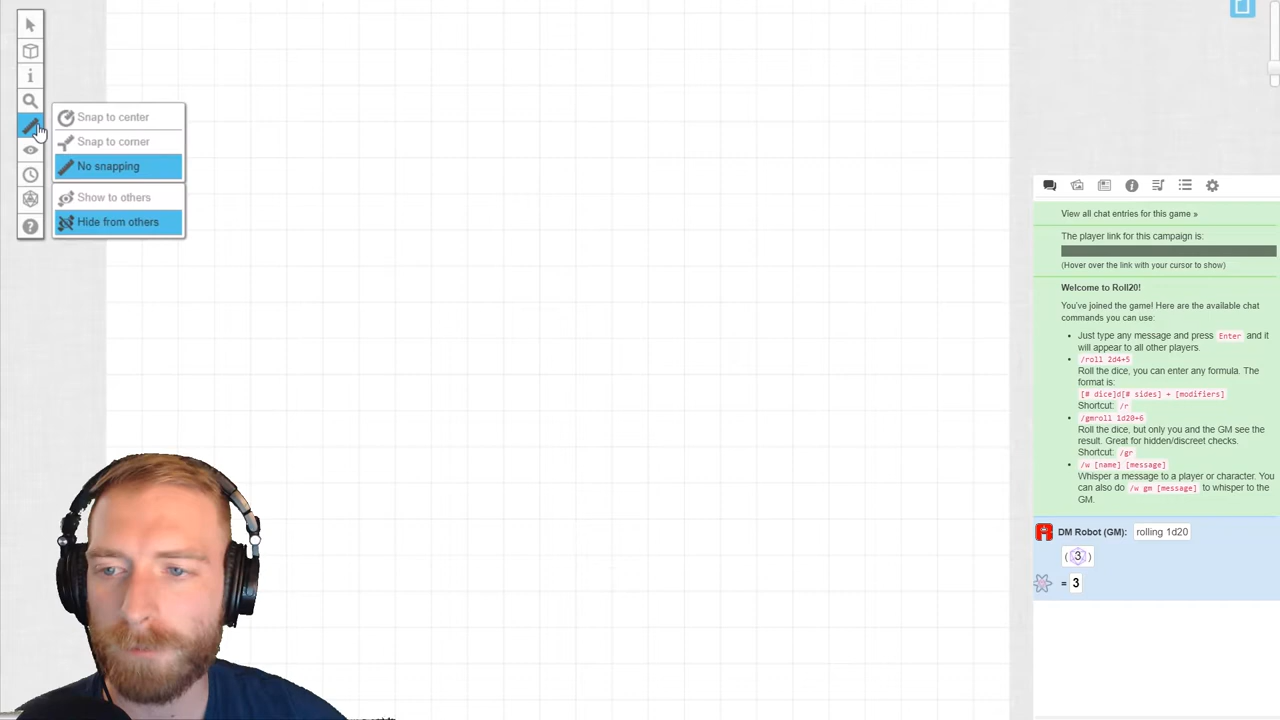 Snap to center
Snap to corner
No snapping
Show to others
Hide from others
View all chat entries for this game »
The player link for this campaign is:
(Hover over the link with your cursor to show)
Welcome to Roll20!
You've joined the game! Here are the available chat
commands you can use:
Just type any message and press Enter and it
will appear to all other players.
/roll 2d4+5
Roll the dice, you can enter any formula. The
format is:
[# dice]d[# sides] + [modifiers]
Shortcut: /r
/gmroll 1d20+6
Roll the dice, but only you and the GM see the
result. Great for hidden/discreet checks.
Shortcut: /gr
/w [name] [message]
Whisper a message to a player or character. You
can also do /w gm [message] to whisper to the
GM.
DM Robot (GM): rolling 1d20
(3)
= 3